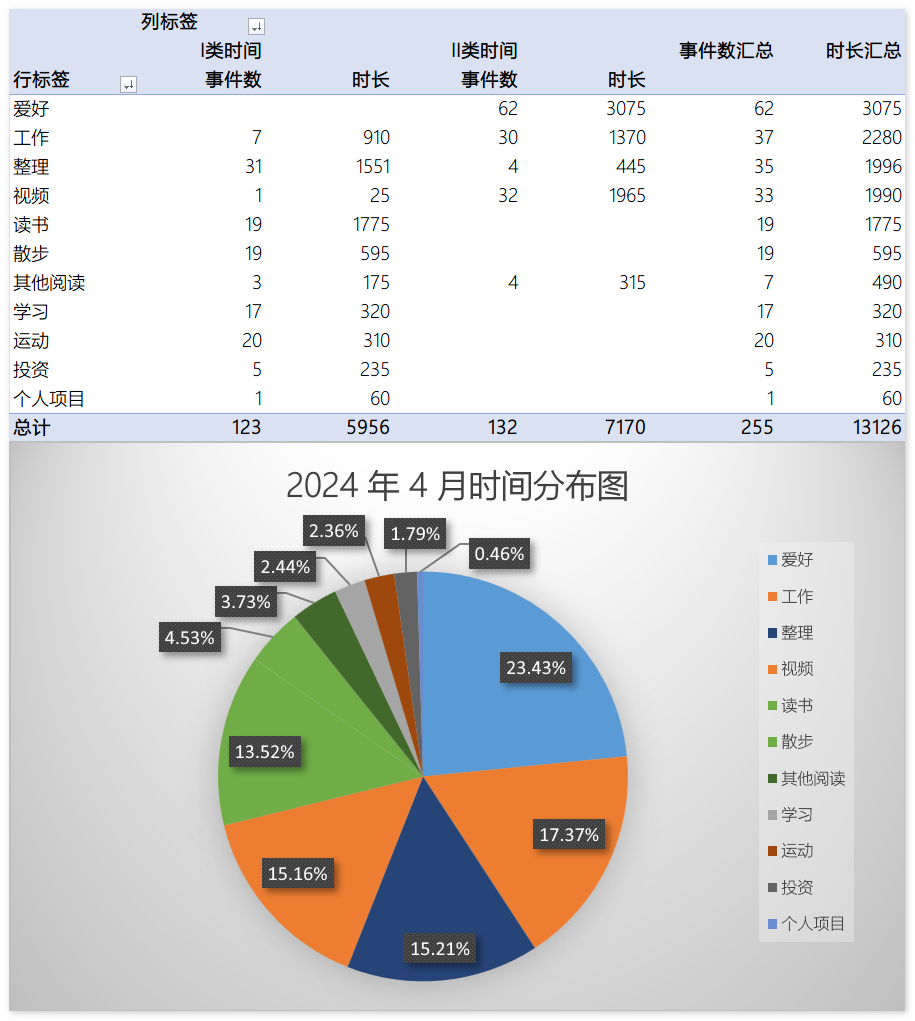 列标签
I类时间 II类时间 事件数汇总 时长汇总
行标签 事件数 时长 事件数 时长
爱好 62 3075 62 3075
工作 7 910 30 1370 37 2280
整理 31 1551 4 445 35 1996
视频 1 25 32 1965 33 1990
读书 19 1775 19 1775
散步 19 595 19 595
其他阅读 3 175 4 315 7 490
学习 17 320 17 320
运动 20 310 20 310
投资 5 235 5 235
个人项目 1 60 1 60
总计 123 5956 132 7170 255 13126
2024 年 4 月时间分布图
2.36%
1.79%
0.46%
2.44%
3.73%
4.53%
23.43%
13.52%
17.37%
15.16%
15.21%
爱好
工作
整理
视频
读书
散步
其他阅读
学习
运动
投资
个人项目